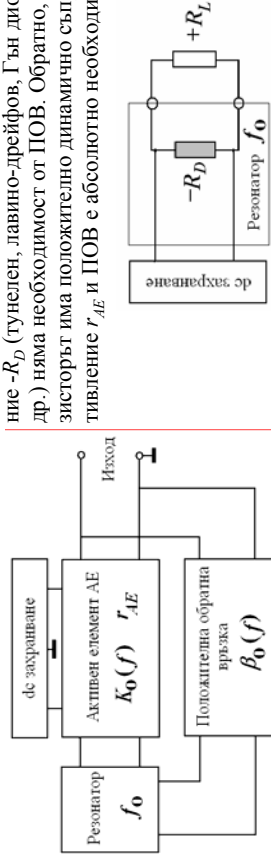 ние -R_D (тунелен, лавино-дрейфов, Гън дио
др.) няма необходимост от ПОВ. Обратно,
зисторът има положително динамично съп
тивление r_AE и ПОВ е абсолютно необходи
dc захранване
Резонатор
f_0
Активен елемент АЕ
K_0(f) r_AE
Изход
Положителна обратна
връзка
β_0(f)
dc захранване
−R_D
+R_L
Резонатор f_0